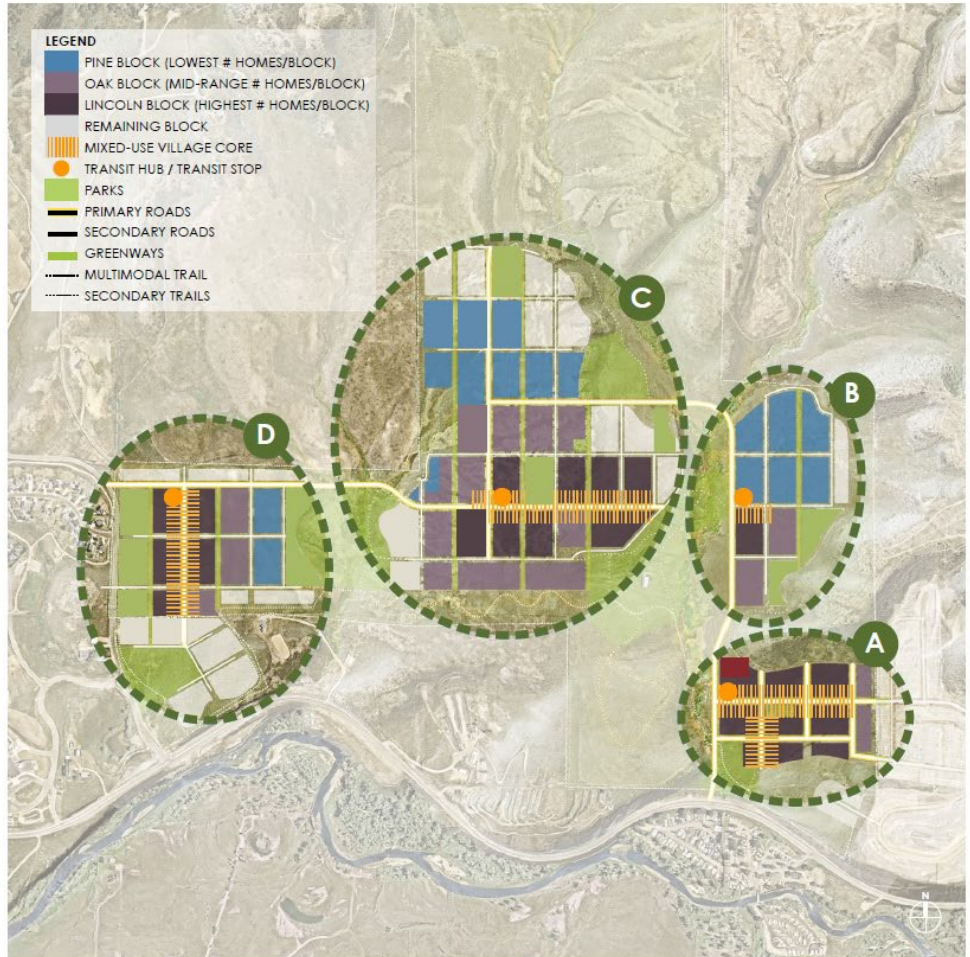 LEGEND
PINE BLOCK (LOWEST # HOMES/BLOCK)
OAK BLOCK (MID-RANGE # HOMES/BLOCK)
LINCOLN BLOCK (HIGHEST # HOMES/BLOCK)
REMAINING BLOCK
MIXED-USE VILLAGE CORE
TRANSIT HUB / TRANSIT STOP
PARKS
PRIMARY ROADS
SECONDARY ROADS
GREENWAYS
MULTIMODAL TRAIL
SECONDARY TRAILS
C
B
D
A
N